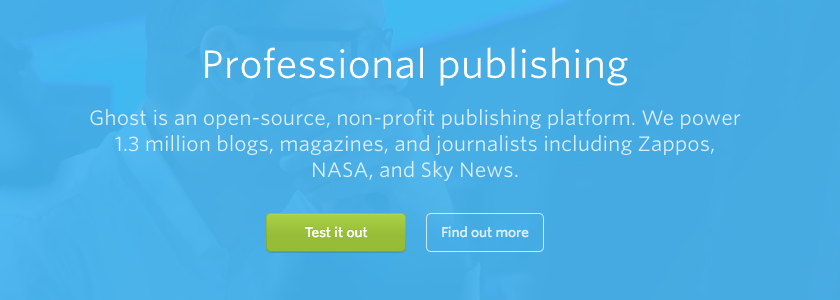 Professional publishing
Ghost is an open-source, non-profit publishing platform. We power
1.3 million blogs, magazines, and journalists including Zappos,
NASA, and Sky News.
Test it out
Find out more